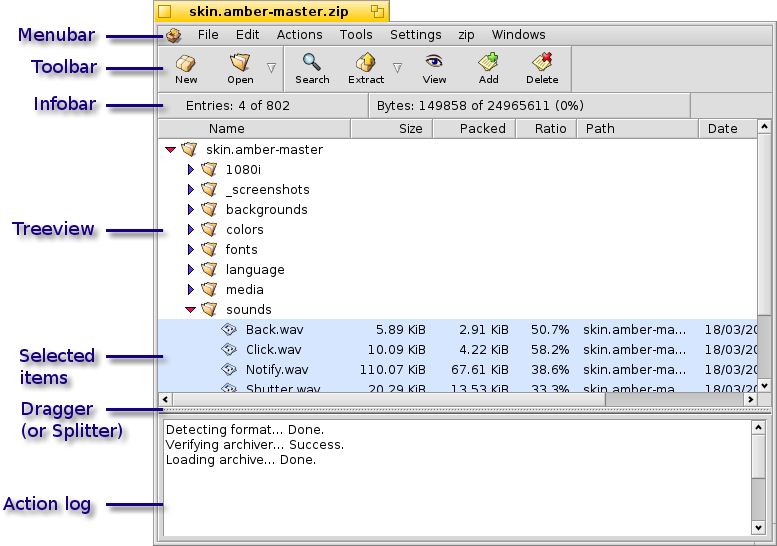 skin.amber-master.zip
Menubar
File Edit Actions Tools Settings zip Windows
Toolbar
New Open Search Extract View Add Delete
Infobar
Entries: 4 of 802 Bytes: 149858 of 24965611 (0%)
Name Size Packed Ratio Path Date
skin.amber-master
1080i
_screenshots
backgrounds
Treeview
colors
fonts
language
media
sounds
Back.wav 5.89 KiB 2.91 KiB 50.7% skin.amber-ma... 18/03/20
Selected
items
Click.wav 10.09 KiB 4.22 KiB 58.2% skin.amber-ma... 18/03/20
Notify.wav 110.07 KiB 67.61 KiB 38.6% skin.amber-ma... 18/03/20
Shutter.wav 20.29 KiB 13.53 KiB 33.3% skin.amber-ma... 18/03/20
Dragger
(or Splitter)
Detecting format... Done.
Verifying archiver... Success.
Loading archive... Done.
Action log